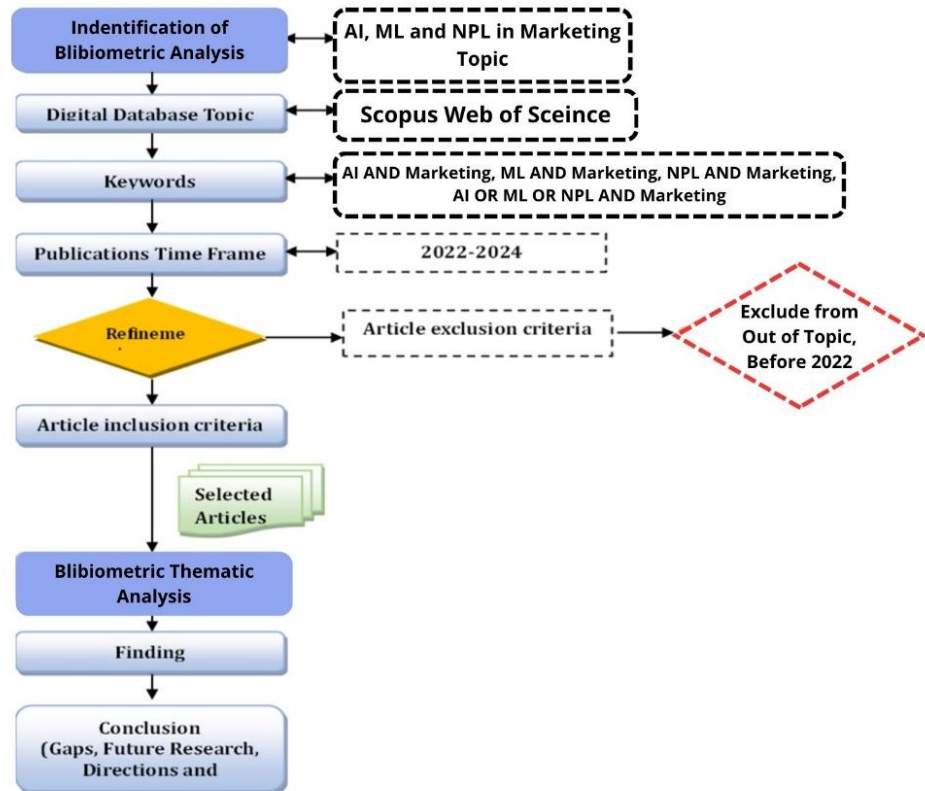 Indentification of
Blibiometric Analysis
AI, ML and NPL in Marketing
Topic
Digital Database Topic
Scopus Web of Sceince
Keywords
AI AND Marketing, ML AND Marketing, NPL AND Marketing,
AI OR ML OR NPL AND Marketing
Publications Time Frame
2022-2024
Refineme
Article exclusion criteria
Exclude from
Out of Topic,
Before 2022
Article inclusion criteria
Selected
Articles
Blibiometric Thematic
Analysis
Finding
Conclusion
(Gaps, Future Research,
Directions and